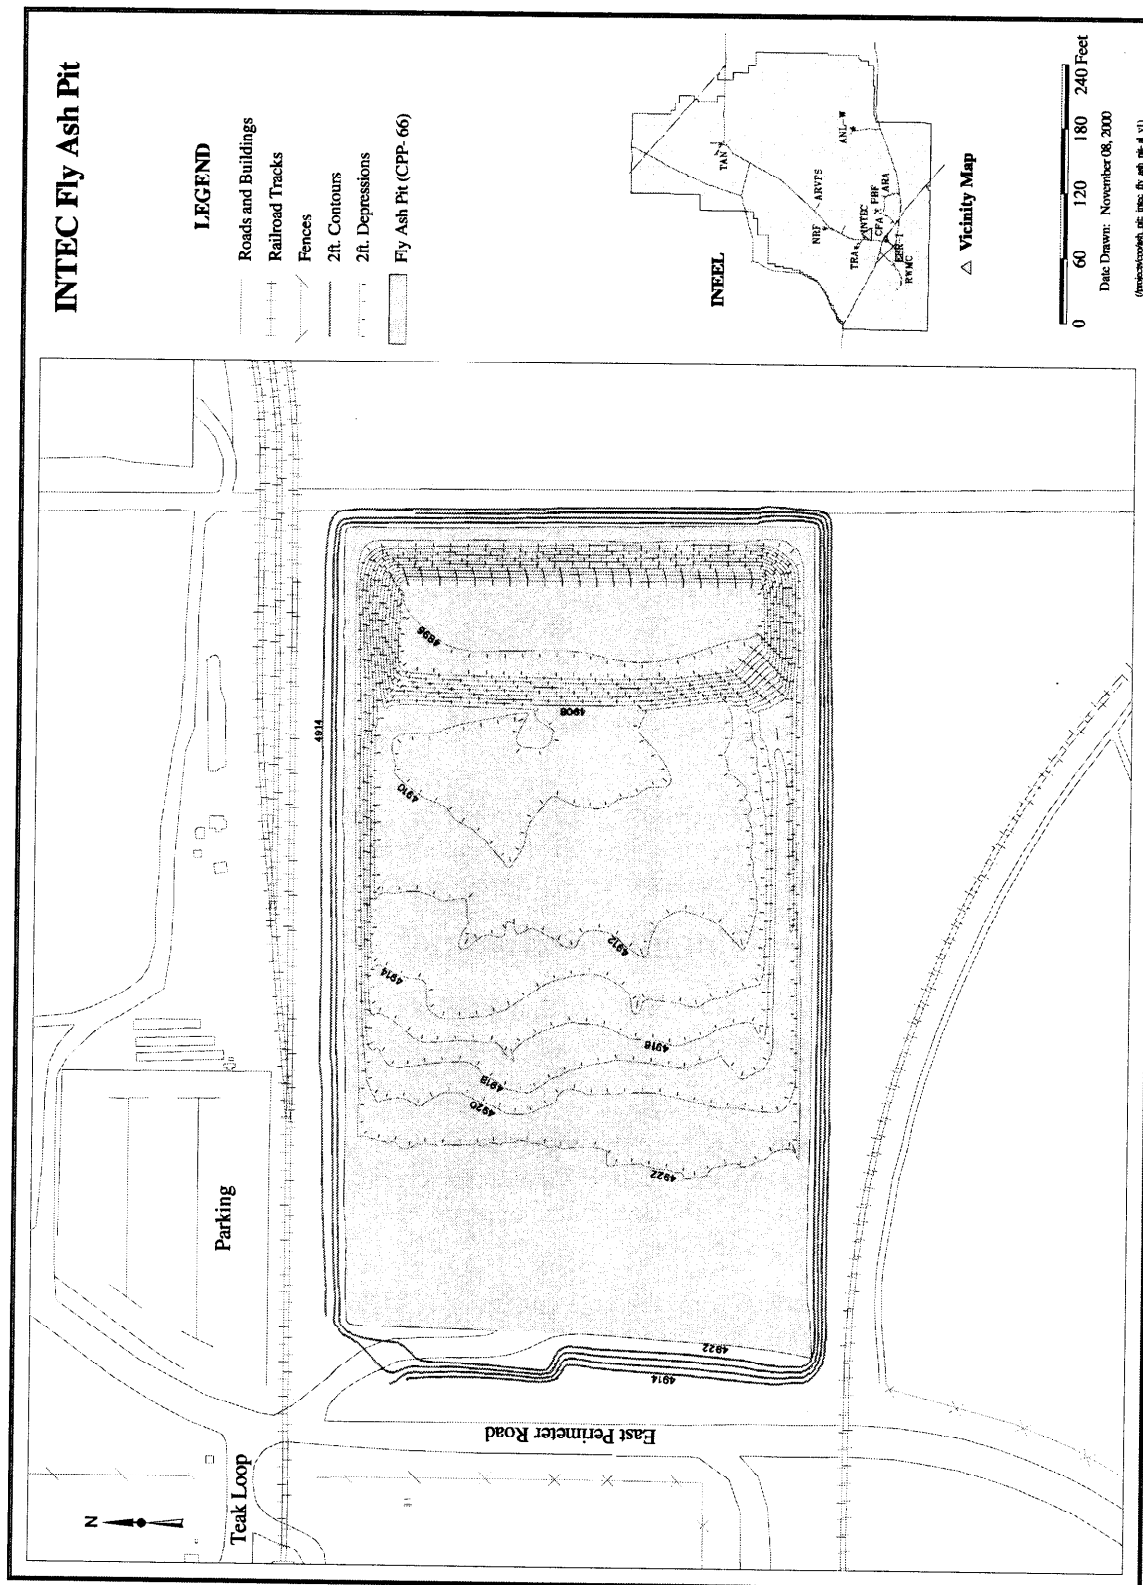 INTEC Fly Ash Pit
LEGEND
Roads and Buildings
Railroad Tracks
Fences
2ft. Contours
2ft. Depressions
Fly Ash Pit (CPP- 66)
INEEL
TAN
ANL-W
ARVFS
NRF
INTEC
TRA
CFA
PBF
ARA
RWMC
△ Vicinity Map
0 60 120 180 240 Feet
Date Drawn: November 08, 2000
N
Teak Loop
Parking
East Perimeter Road
4914
4896
4908
4910
4912
4914
4916
4918
4920
4922
4922
4914